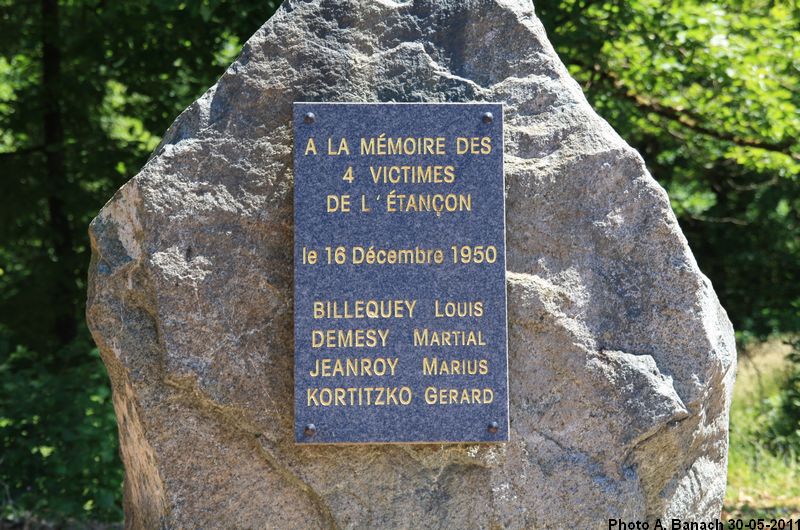 A LA MÉMOIRE DES
4 VICTIMES
DE L'ÉTANÇON
le 16 Décembre 1950
BILLEQUEY LOUIS
DEMESY MARTIAL
JEANROY MARIUS
KORTITZKO GERARD
Photo A. Banach 30-05-201